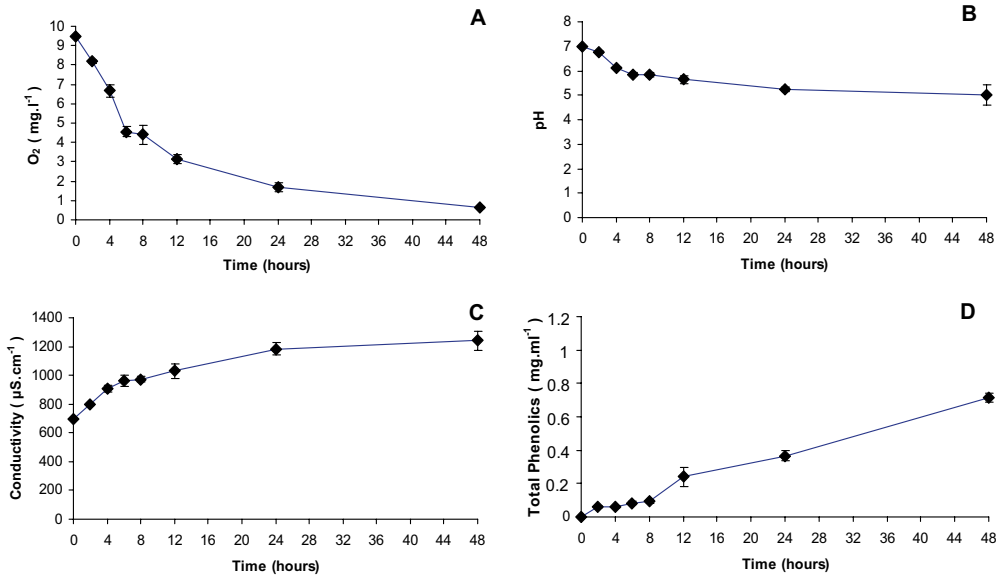 A
O₂ ( mg.l⁻¹)
10
9
8
7
6
5
4
3
2
1
0
0 4 8 12 16 20 24 28 32 36 40 44 48
Time (hours)
B
pH
8
7
6
5
4
3
2
1
0
0 4 8 12 16 20 24 28 32 36 40 44 48
Time (hours)
C
Conductivity ( µS.cm⁻¹)
1400
1200
1000
800
600
400
200
0
0 4 8 12 16 20 24 28 32 36 40 44 48
Time (hours)
D
Total Phenolics ( mg.ml⁻¹)
1.2
1
0.8
0.6
0.4
0.2
0
0 4 8 12 16 20 24 28 32 36 40 44 48
Time (hours)